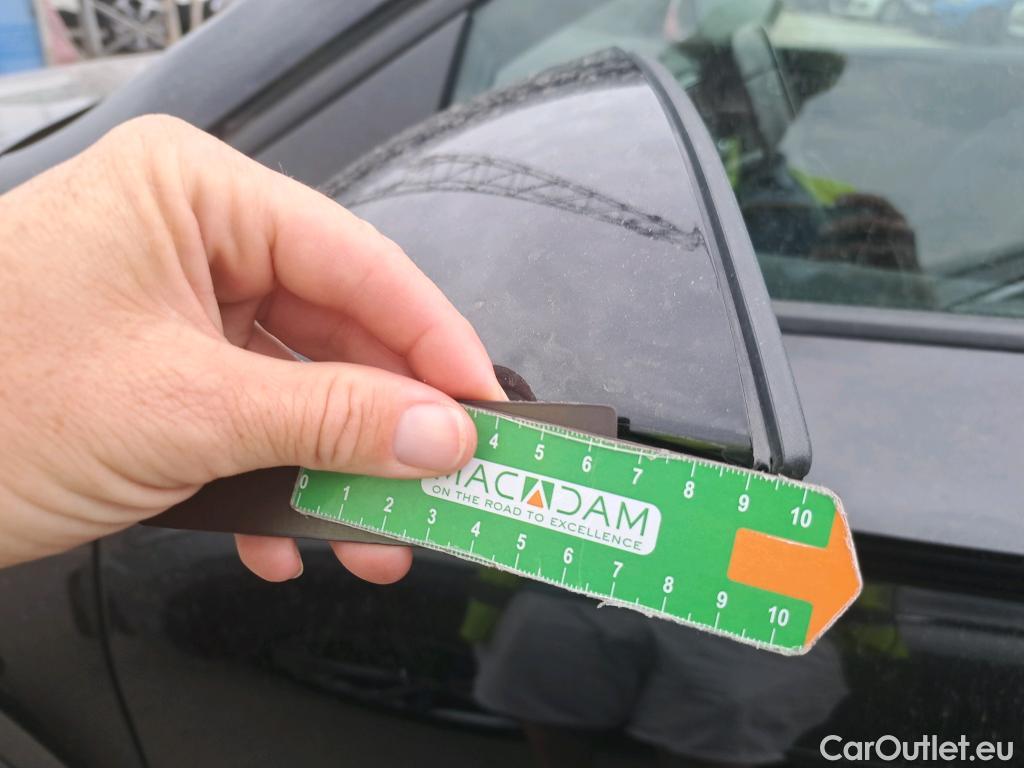 4 5 6 7 8 9 10
MACADAM
ON THE ROAD TO EXCELLENCE
0 1 2 3 4 5 6 7 8 9 10
CarOutlet.eu